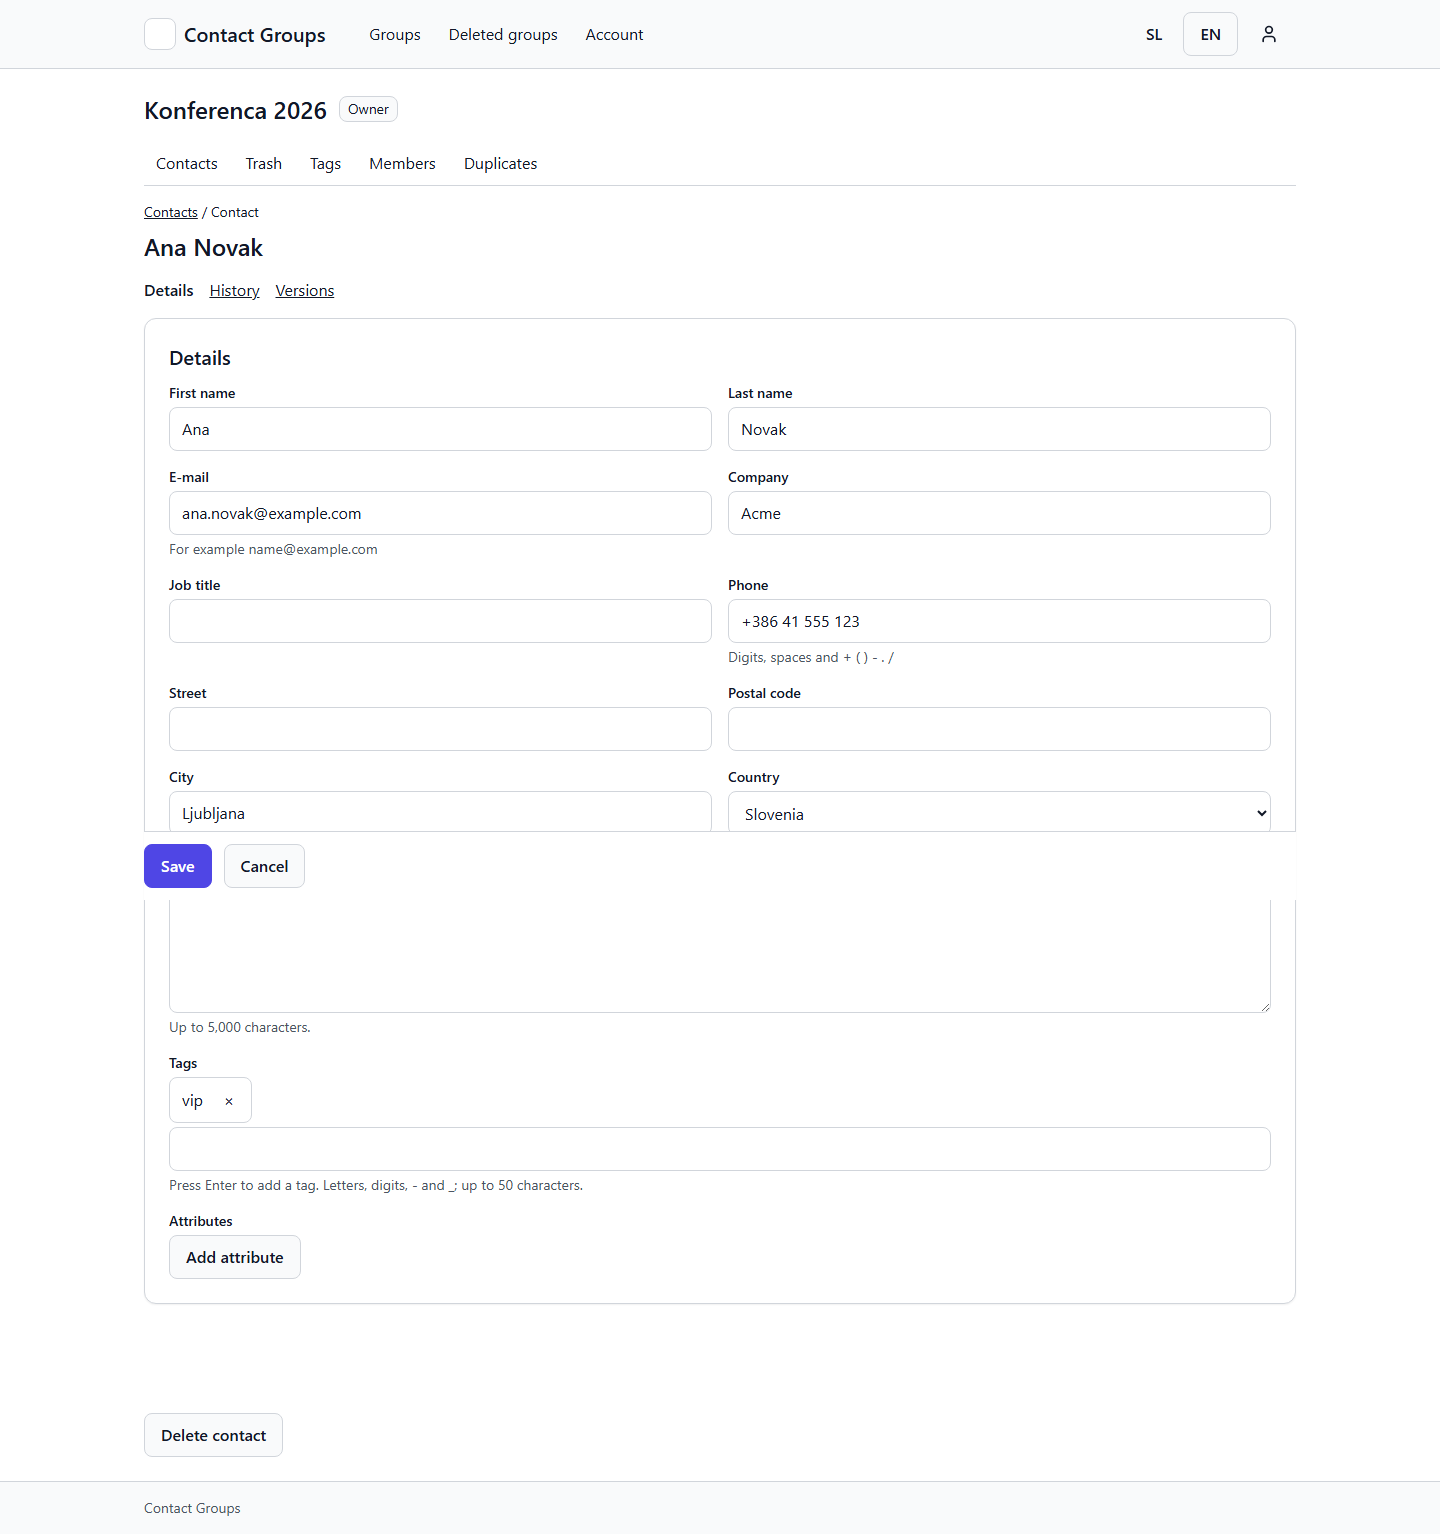 Contact Groups Groups Deleted groups Account SL EN
Konferenca 2026 Owner
Contacts Trash Tags Members Duplicates
Contacts / Contact
Ana Novak
Details History Versions
Details
First name Last name
Ana Novak
E-mail Company
ana.novak@example.com Acme
For example name@example.com
Job title Phone
+386 41 555 123
Digits, spaces and + ( ) - . /
Street Postal code
City Country
Ljubljana Slovenia
Save Cancel
Up to 5,000 characters.
Tags
vip ×
Press Enter to add a tag. Letters, digits, - and _; up to 50 characters.
Attributes
Add attribute
Delete contact
Contact Groups